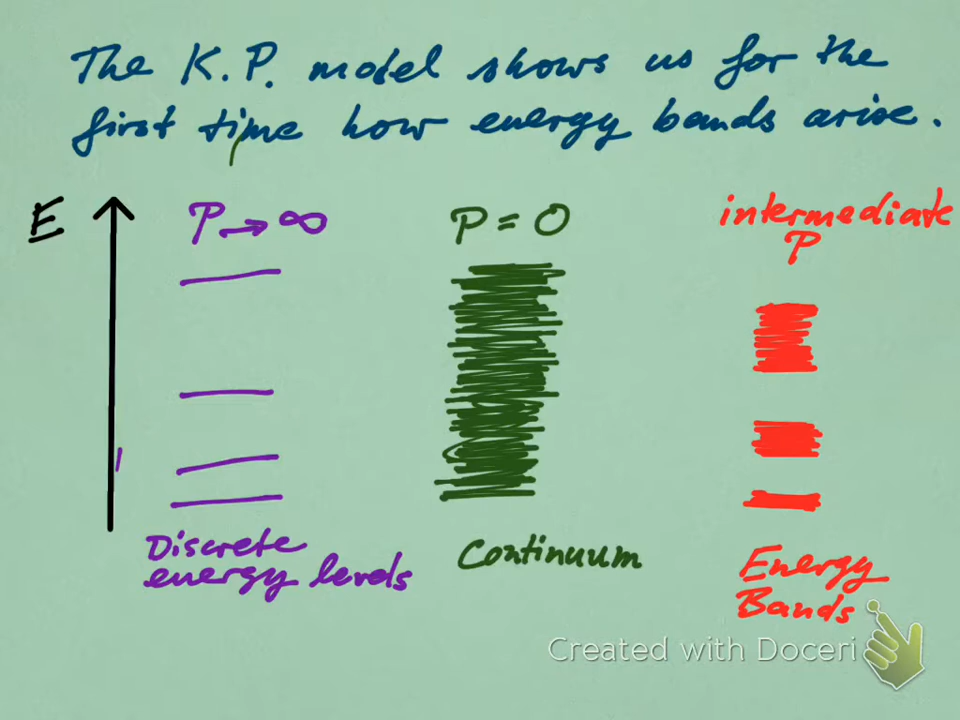 The K.P. model shows us for the
first time how energy bands arise.
E
P → ∞
P = 0
intermediate
P
Discrete
energy levels
Continuum
Energy
Bands
Created with Doceri